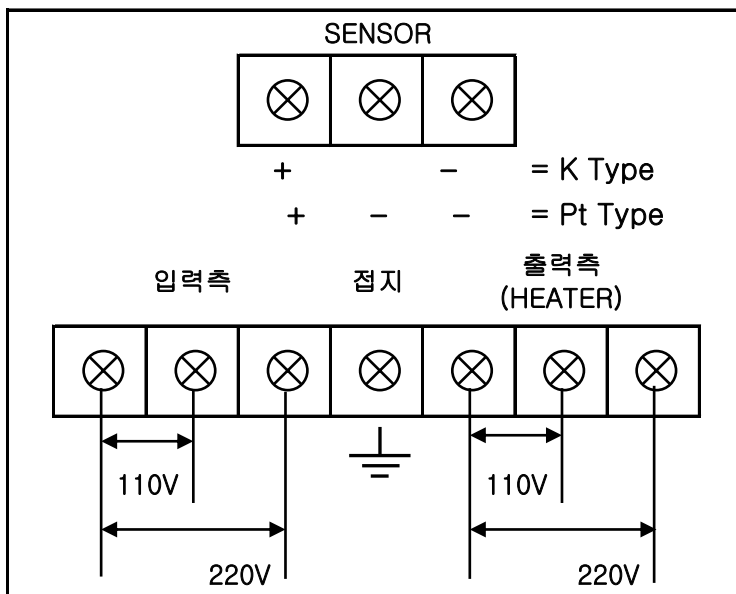 SENSOR
+ - = K Type
+ - - = Pt Type
입력측 접지 출력측
(HEATER)
110V 110V
220V 220V